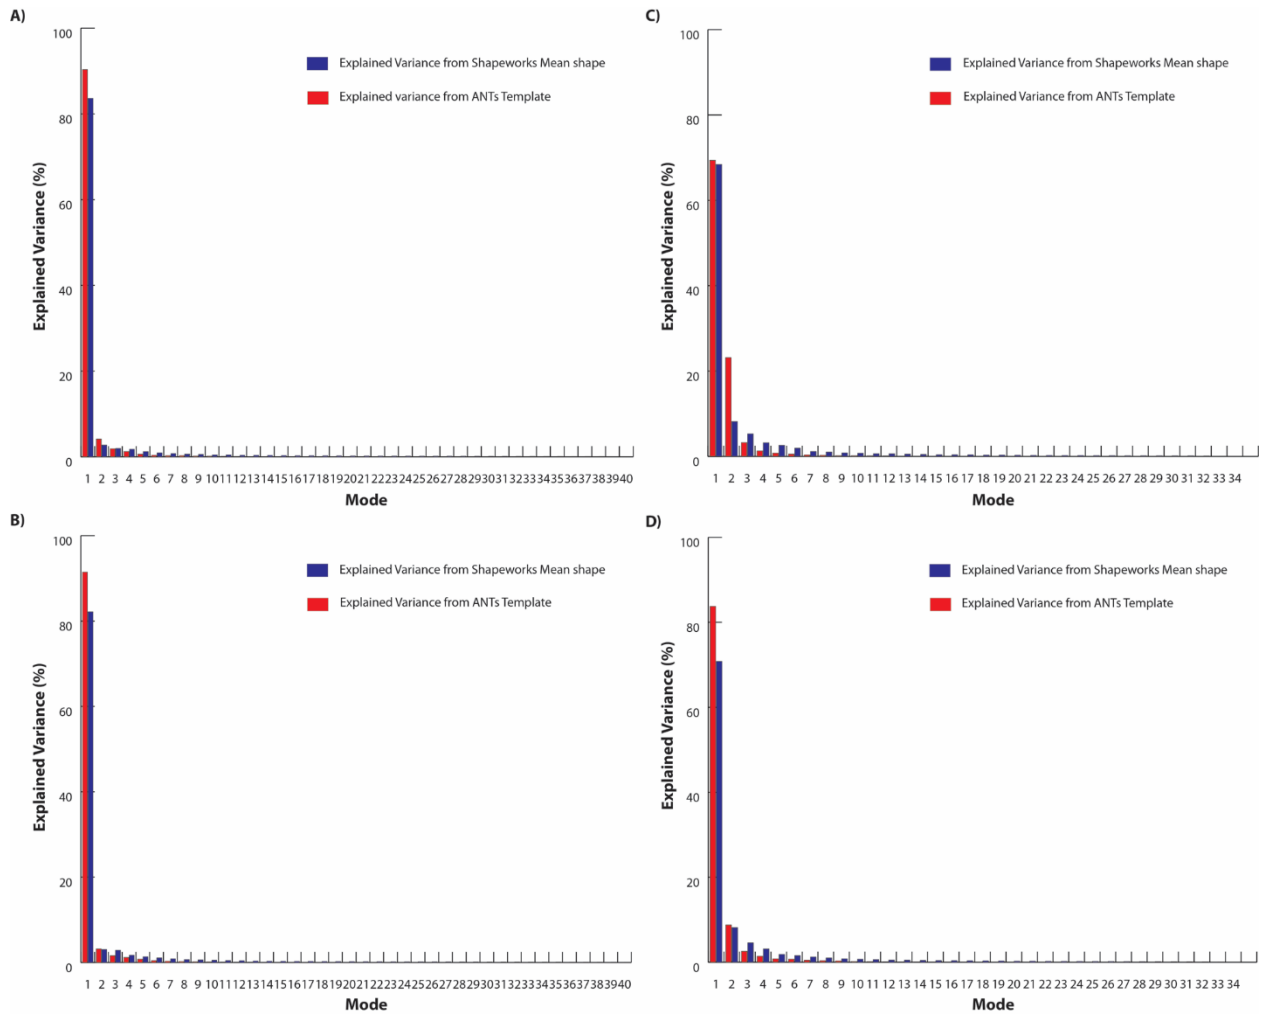 A)
100
80
60
40
20
0
Explained Variance (%)
Explained Variance from Shapeworks Mean shape
Explained variance from ANTs Template
1 2 3 4 5 6 7 8 9 10 11 12 13 14 15 16 17 18 19 20 21 22 23 24 25 26 27 28 29 30 31 32 33 34 35 36 37 38 39 40
Mode
C)
100
80
60
40
20
0
Explained Variance (%)
Explained Variance from Shapeworks Mean shape
Explained Variance from ANTs Template
1 2 3 4 5 6 7 8 9 10 11 12 13 14 15 16 17 18 19 20 21 22 23 24 25 26 27 28 29 30 31 32 33 34
Mode
B)
100
80
60
40
20
0
Explained Variance (%)
Explained Variance from Shapeworks Mean shape
Explained Variance from ANTs Template
1 2 3 4 5 6 7 8 9 10 11 12 13 14 15 16 17 18 19 20 21 22 23 24 25 26 27 28 29 30 31 32 33 34 35 36 37 38 39 40
Mode
D)
100
80
60
40
20
0
Explained Variance (%)
Explained Variance from Shapeworks Mean shape
Explained Variance from ANTs Template
1 2 3 4 5 6 7 8 9 10 11 12 13 14 15 16 17 18 19 20 21 22 23 24 25 26 27 28 29 30 31 32 33 34
Mode